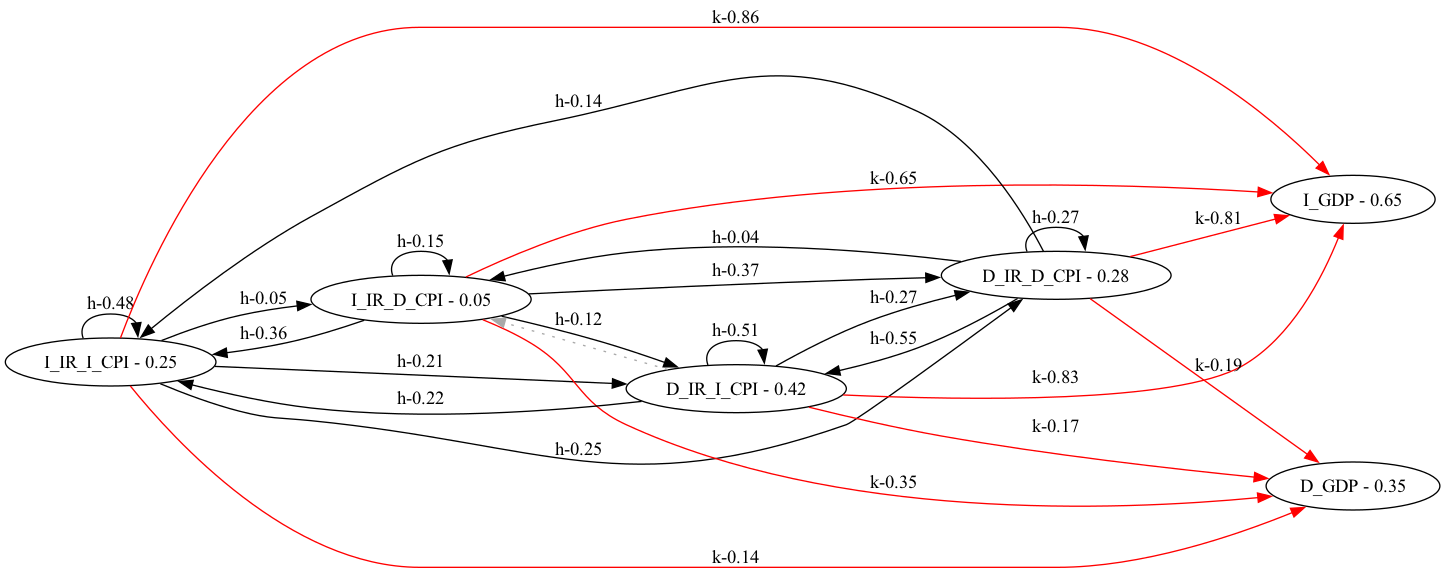 k-0.86
h-0.14
k-0.65
I_GDP - 0.65
h-0.27
k-0.81
h-0.15
h-0.04
h-0.37
D_IR_D_CPI - 0.28
I_IR_D_CPI - 0.05
h-0.48
h-0.05
h-0.27
h-0.12
h-0.36
h-0.51
h-0.55
I_IR_I_CPI - 0.25
h-0.21
k-0.19
k-0.83
D_IR_I_CPI - 0.42
h-0.22
k-0.17
h-0.25
k-0.35
D_GDP - 0.35
k-0.14